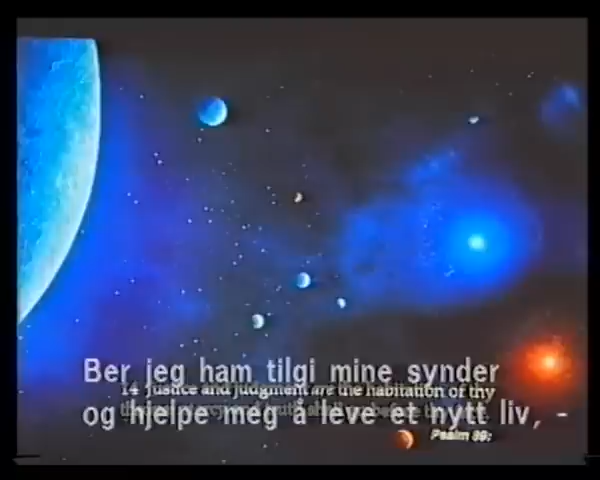 Ber jeg ham tilgi mine synder
14 Justice and judgment are the habitation of thy
og hjelpe meg å leve et nytt liv, -
Psalm 89: